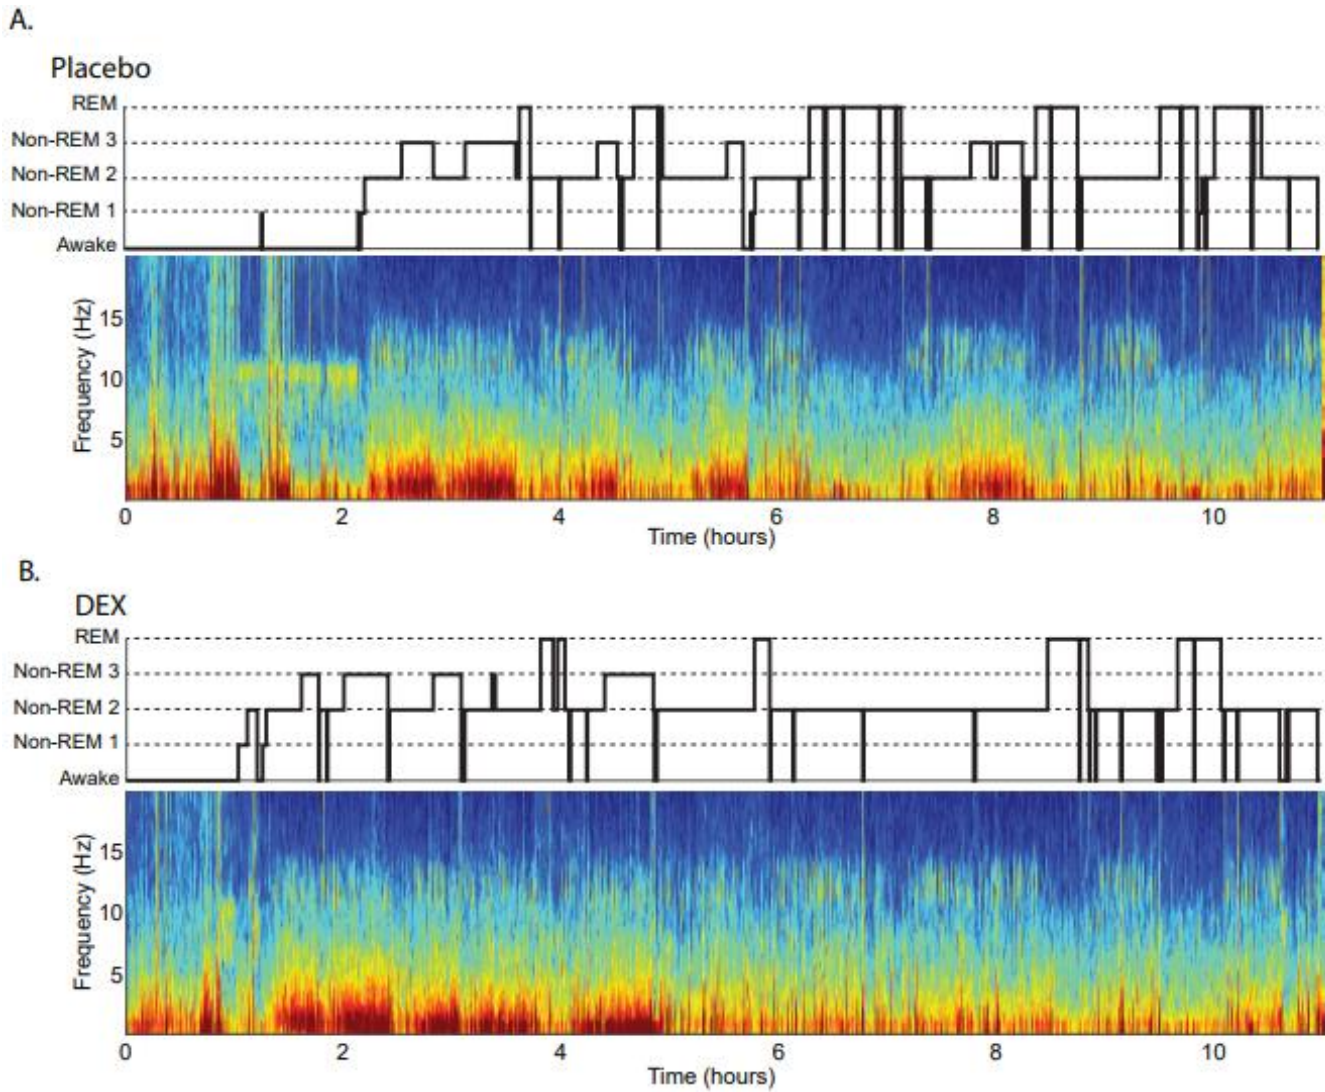 A.
Placebo
REM
Non-REM 3
Non-REM 2
Non-REM 1
Awake
Frequency (Hz)
15
10
5
0 2 4 6 8 10
Time (hours)
B.
DEX
REM
Non-REM 3
Non-REM 2
Non-REM 1
Awake
Frequency (Hz)
15
10
5
0 2 4 6 8 10
Time (hours)